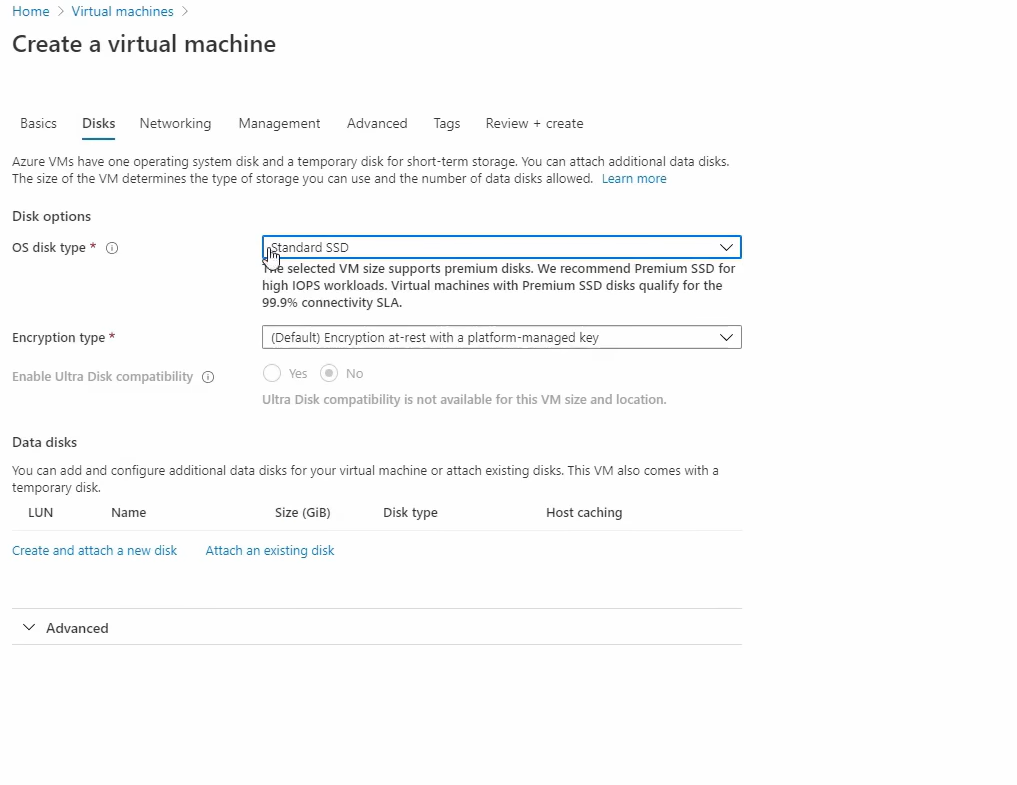 Home > Virtual machines >
Create a virtual machine
Basics Disks Networking Management Advanced Tags Review + create
Azure VMs have one operating system disk and a temporary disk for short-term storage. You can attach additional data disks.
The size of the VM determines the type of storage you can use and the number of data disks allowed. Learn more
Disk options
OS disk type * Standard SSD
The selected VM size supports premium disks. We recommend Premium SSD for
high IOPS workloads. Virtual machines with Premium SSD disks qualify for the
99.9% connectivity SLA.
Encryption type * (Default) Encryption at-rest with a platform-managed key
Enable Ultra Disk compatibility Yes No
Ultra Disk compatibility is not available for this VM size and location.
Data disks
You can add and configure additional data disks for your virtual machine or attach existing disks. This VM also comes with a
temporary disk.
LUN Name Size (GiB) Disk type Host caching
Create and attach a new disk Attach an existing disk
Advanced